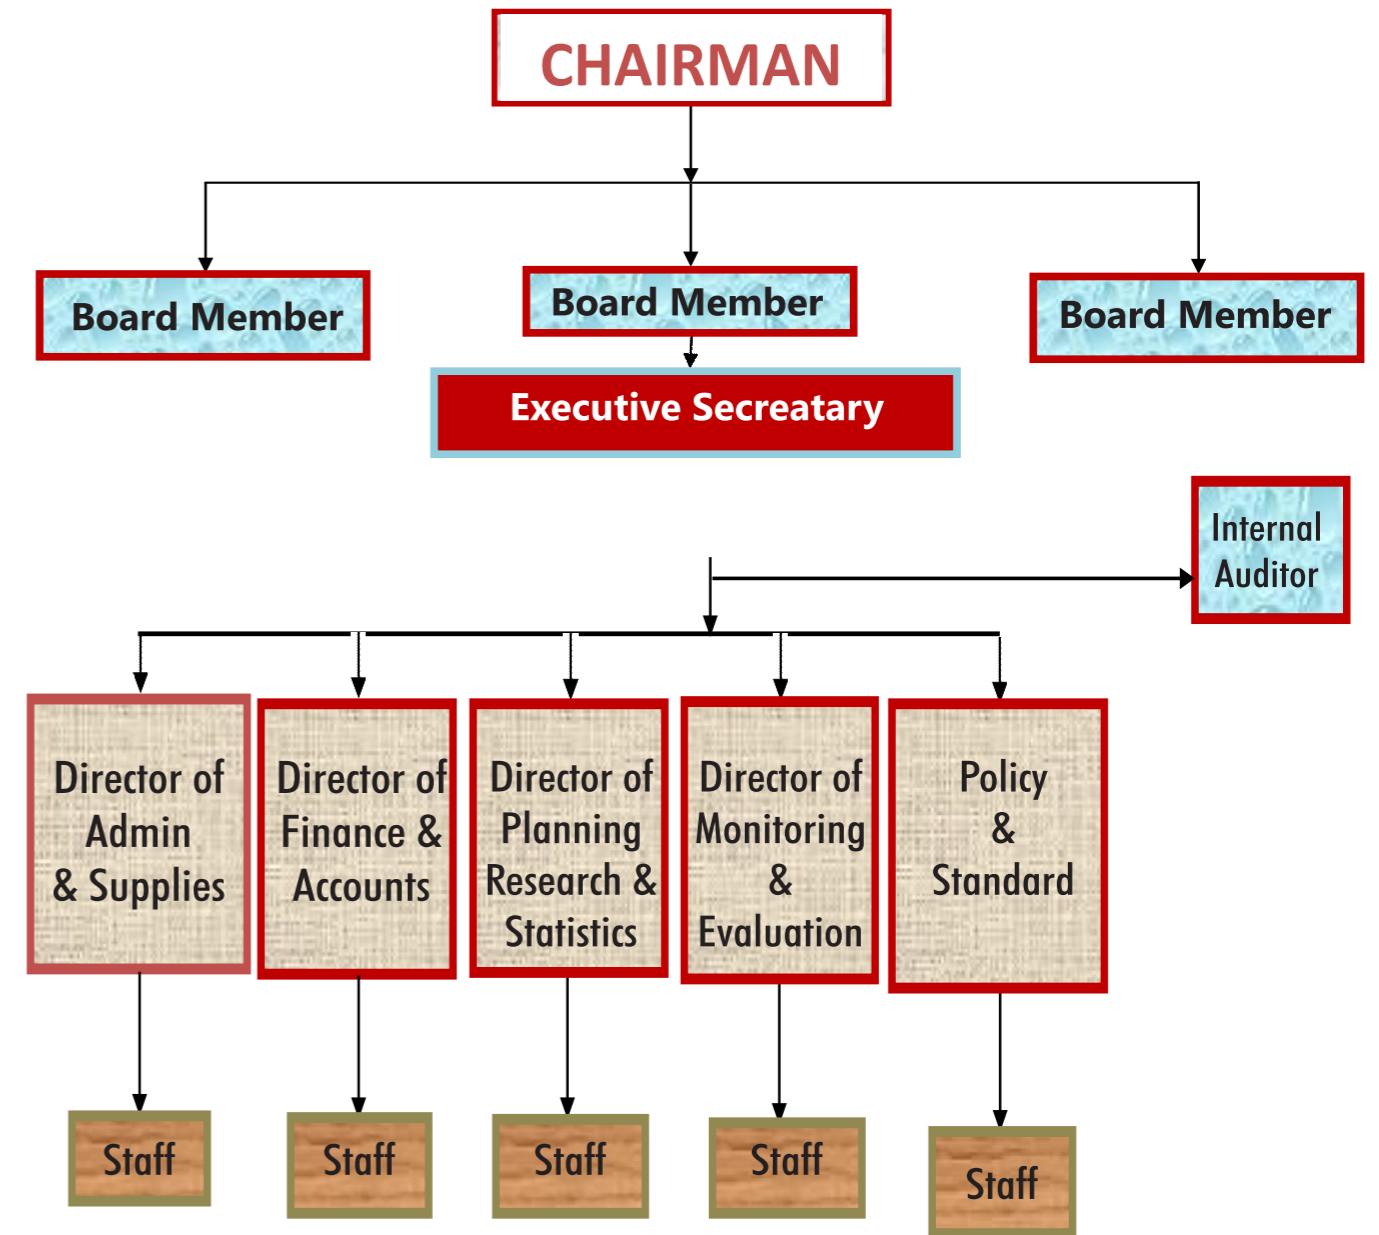 CHAIRMAN
Board Member
Board Member
Board Member
Executive Secreatary
Internal
Auditor
Director of
Admin
& Supplies
Director of
Finance &
Accounts
Director of
Planning
Research &
Statistics
Director of
Monitoring
&
Evaluation
Policy
&
Standard
Staff
Staff
Staff
Staff
Staff